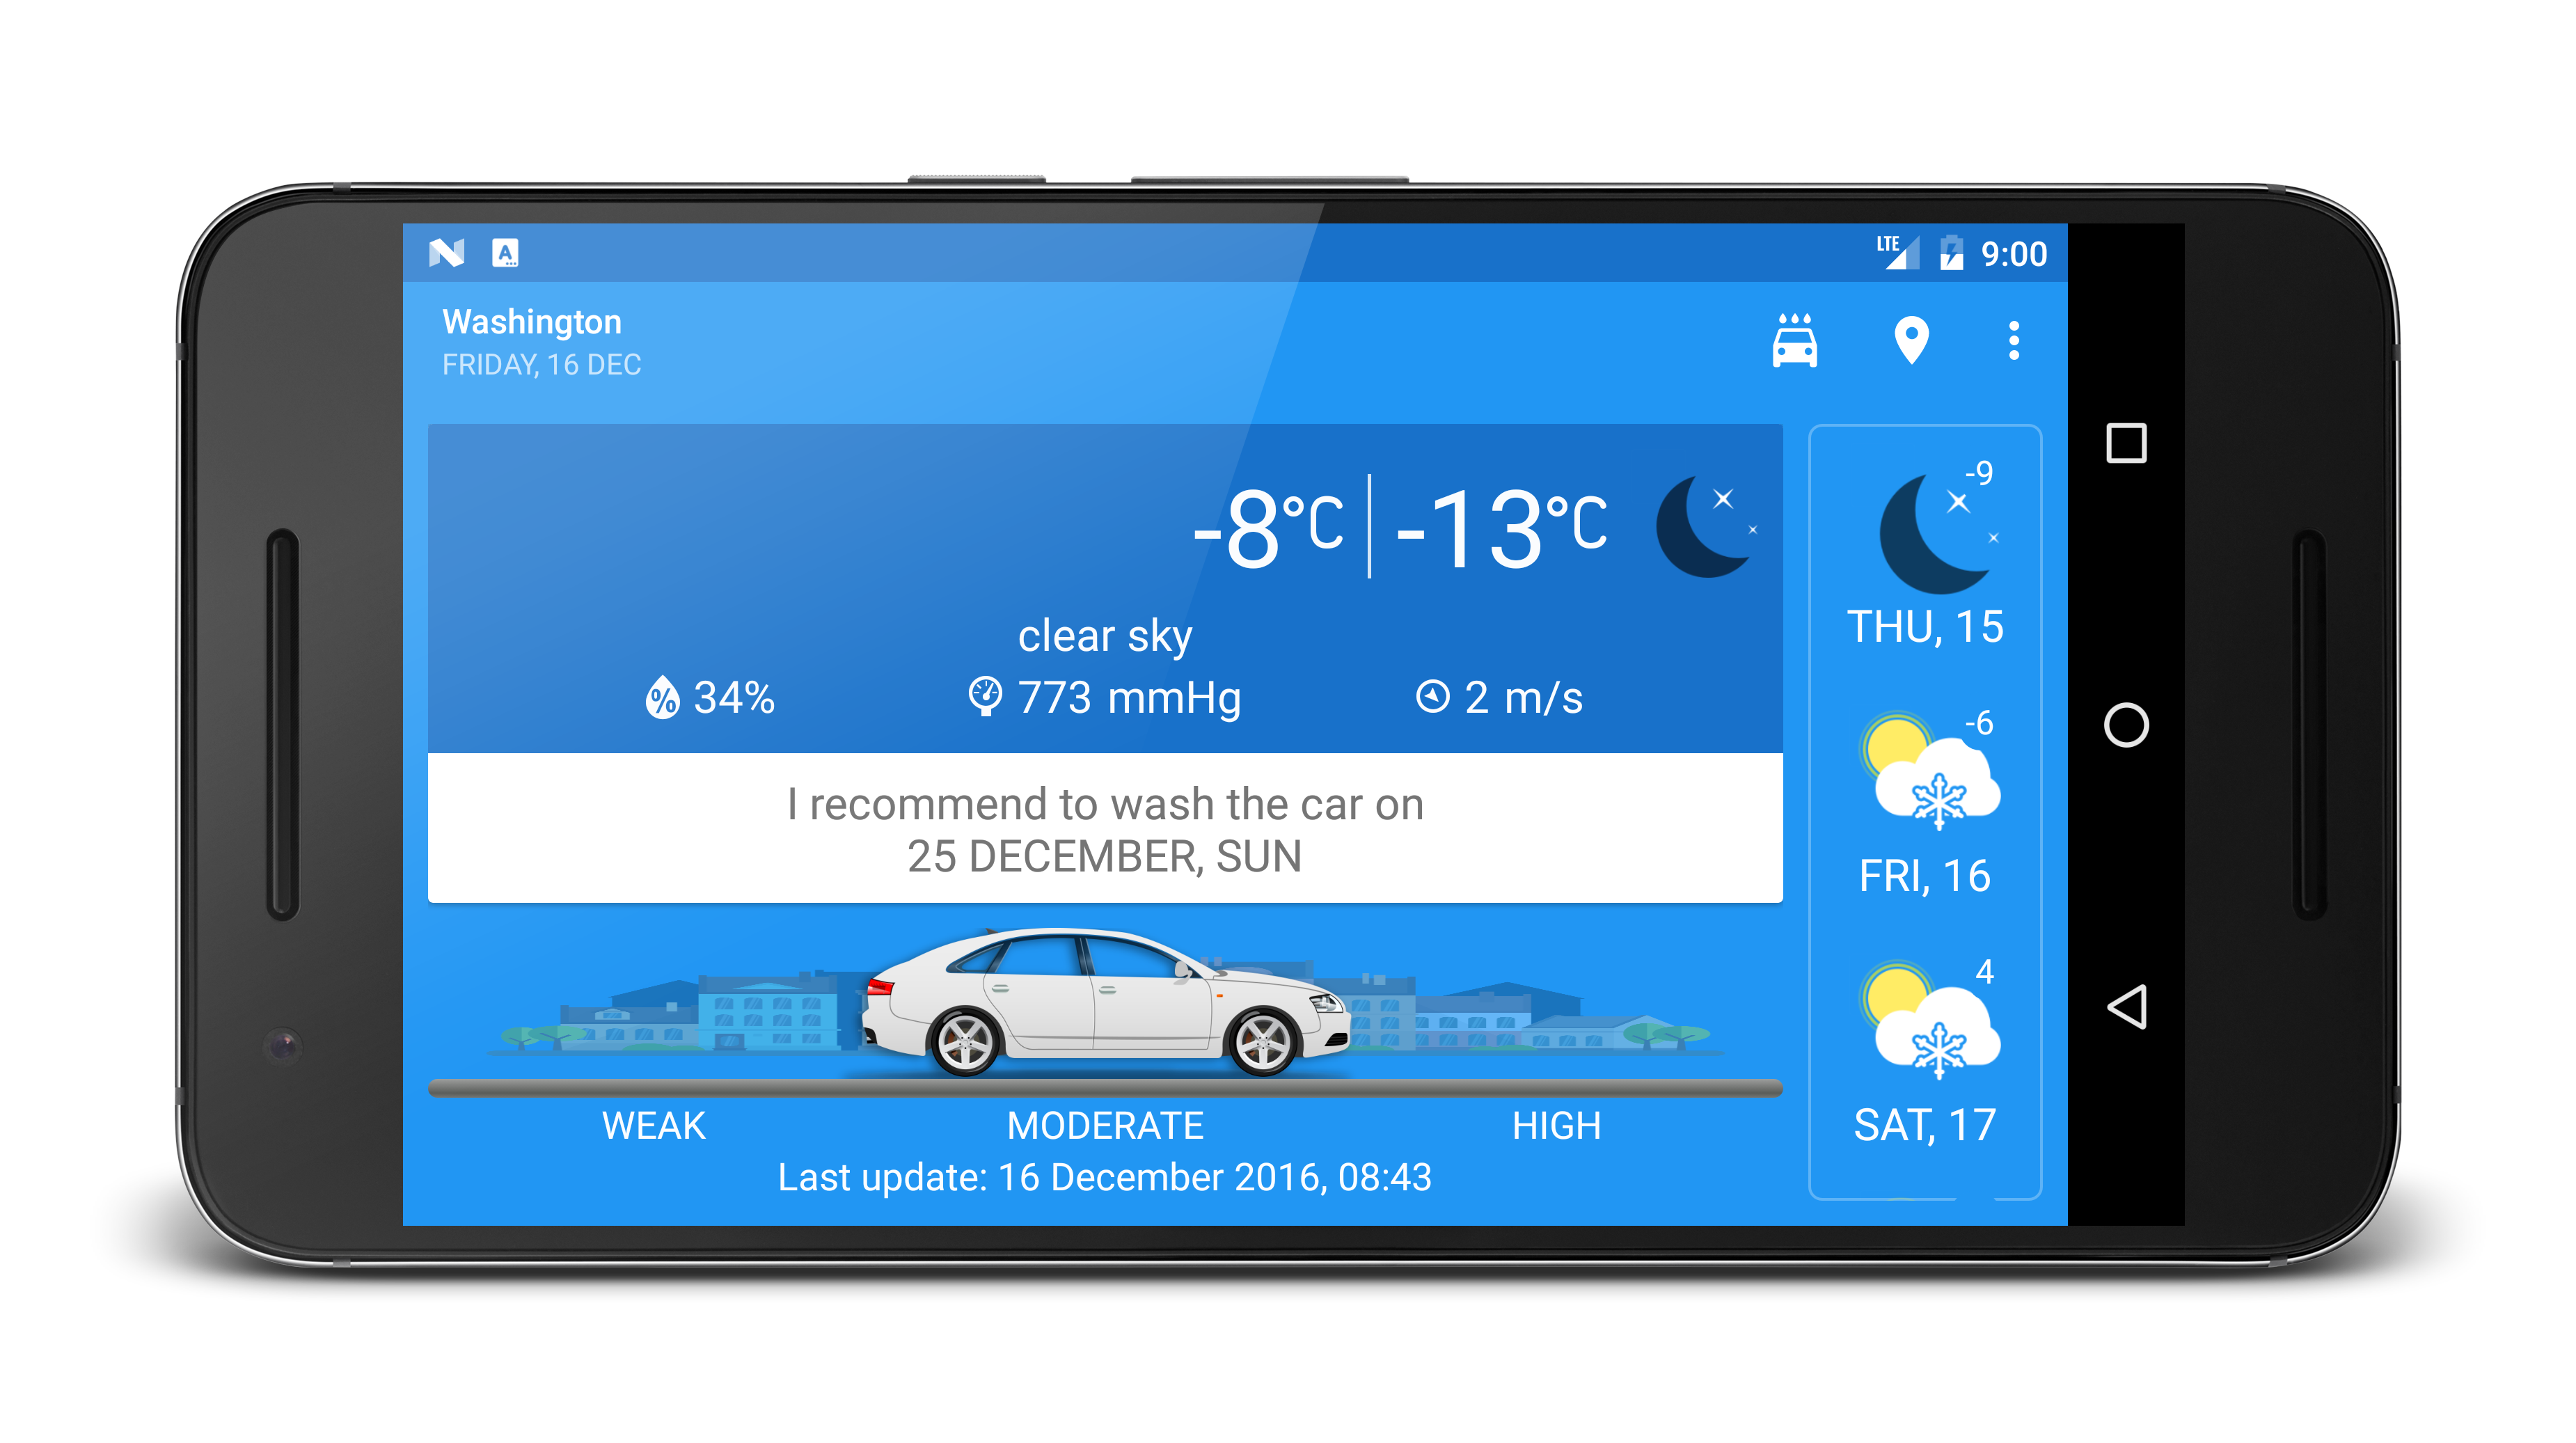 A
LTE
9:00
Washington
FRIDAY, 16 DEC
-8°C
-13°C
clear sky
% 34%
773 mmHg
2 m/s
I recommend to wash the car on
25 DECEMBER, SUN
WEAK
MODERATE
HIGH
Last update: 16 December 2016, 08:43
-9
THU, 15
-6
FRI, 16
4
SAT, 17